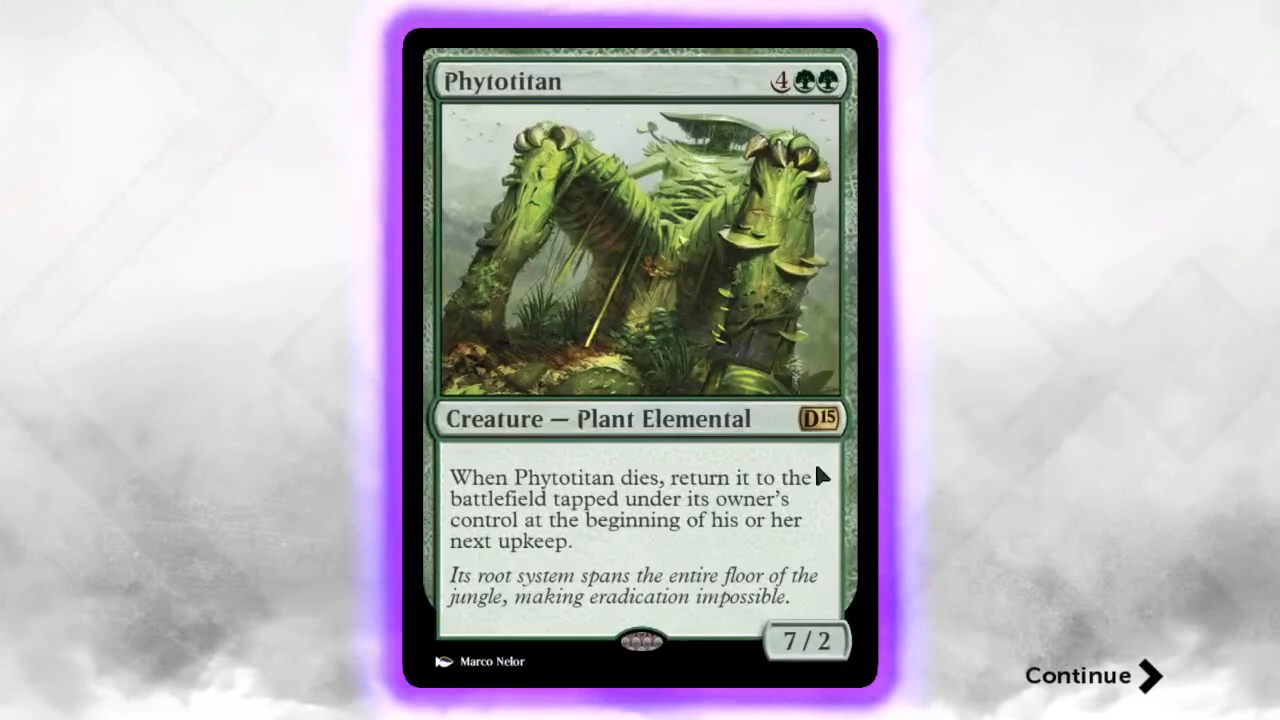 Phytotitan 4
Creature — Plant Elemental D15
When Phytotitan dies, return it to the
battlefield tapped under its owner's
control at the beginning of his or her
next upkeep.
Its root system spans the entire floor of the
jungle, making eradication impossible.
7 / 2
Marco Nelor
Continue